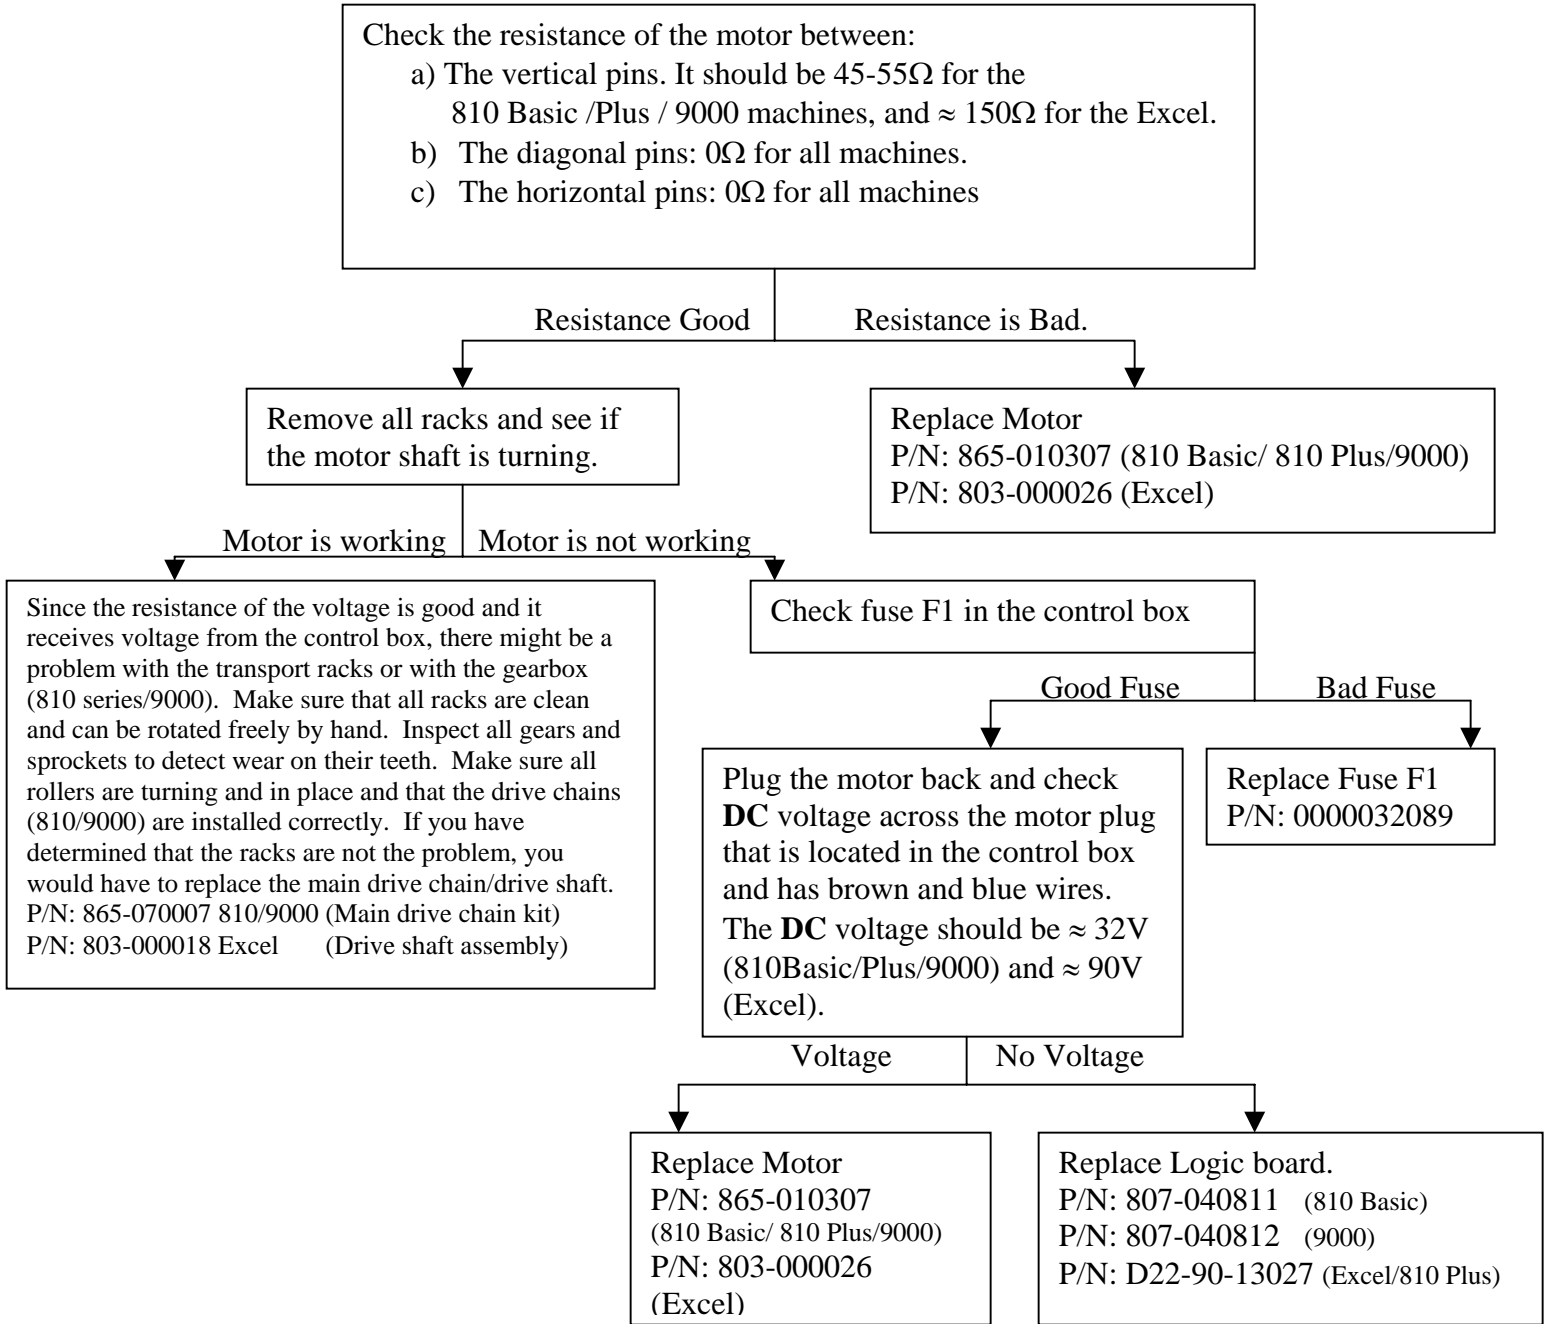 Check the resistance of the motor between:
a) The vertical pins. It should be 45-55Ω for the
810 Basic /Plus / 9000 machines, and ≈ 150Ω for the Excel.
b) The diagonal pins: 0Ω for all machines.
c) The horizontal pins: 0Ω for all machines
Resistance Good
Resistance is Bad.
Remove all racks and see if
the motor shaft is turning.
Replace Motor
P/N: 865-010307 (810 Basic/ 810 Plus/9000)
P/N: 803-000026 (Excel)
Motor is working
Motor is not working
Since the resistance of the voltage is good and it
receives voltage from the control box, there might be a
problem with the transport racks or with the gearbox
(810 series/9000). Make sure that all racks are clean
and can be rotated freely by hand. Inspect all gears and
sprockets to detect wear on their teeth. Make sure all
rollers are turning and in place and that the drive chains
(810/9000) are installed correctly. If you have
determined that the racks are not the problem, you
would have to replace the main drive chain/drive shaft.
P/N: 865-070007 810/9000 (Main drive chain kit)
P/N: 803-000018 Excel (Drive shaft assembly)
Check fuse F1 in the control box
Good Fuse
Bad Fuse
Plug the motor back and check
DC voltage across the motor plug
that is located in the control box
and has brown and blue wires.
The DC voltage should be ≈ 32V
(810Basic/Plus/9000) and ≈ 90V
(Excel).
Replace Fuse F1
P/N: 0000032089
Voltage
No Voltage
Replace Motor
P/N: 865-010307
(810 Basic/ 810 Plus/9000)
P/N: 803-000026
(Excel)
Replace Logic board.
P/N: 807-040811 (810 Basic)
P/N: 807-040812 (9000)
P/N: D22-90-13027 (Excel/810 Plus)